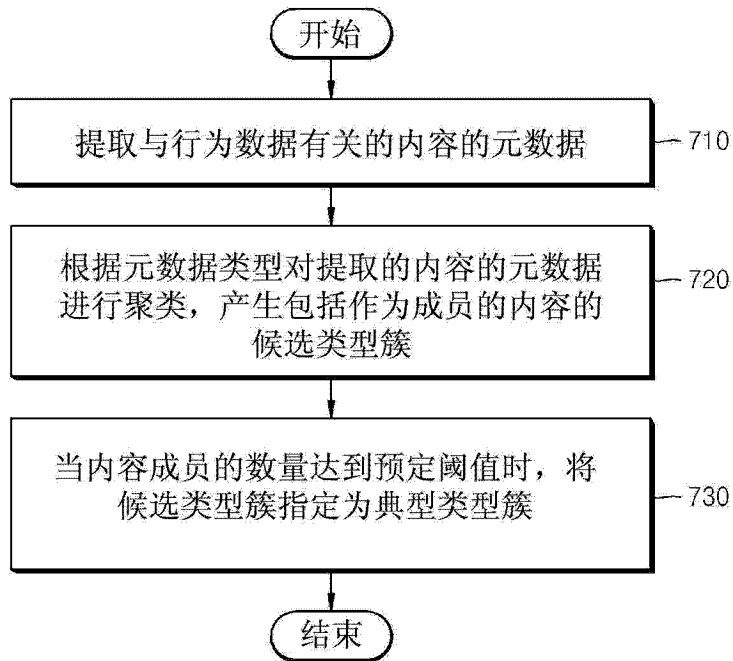 开始
提取与行为数据有关的内容的元数据
710
根据元数据类型对提取的内容的元数据
进行聚类，产生包括作为成员的内容的
候选类型簇
720
当内容成员的数量达到预定阈值时，将
候选类型簇指定为典型类型簇
730
结束